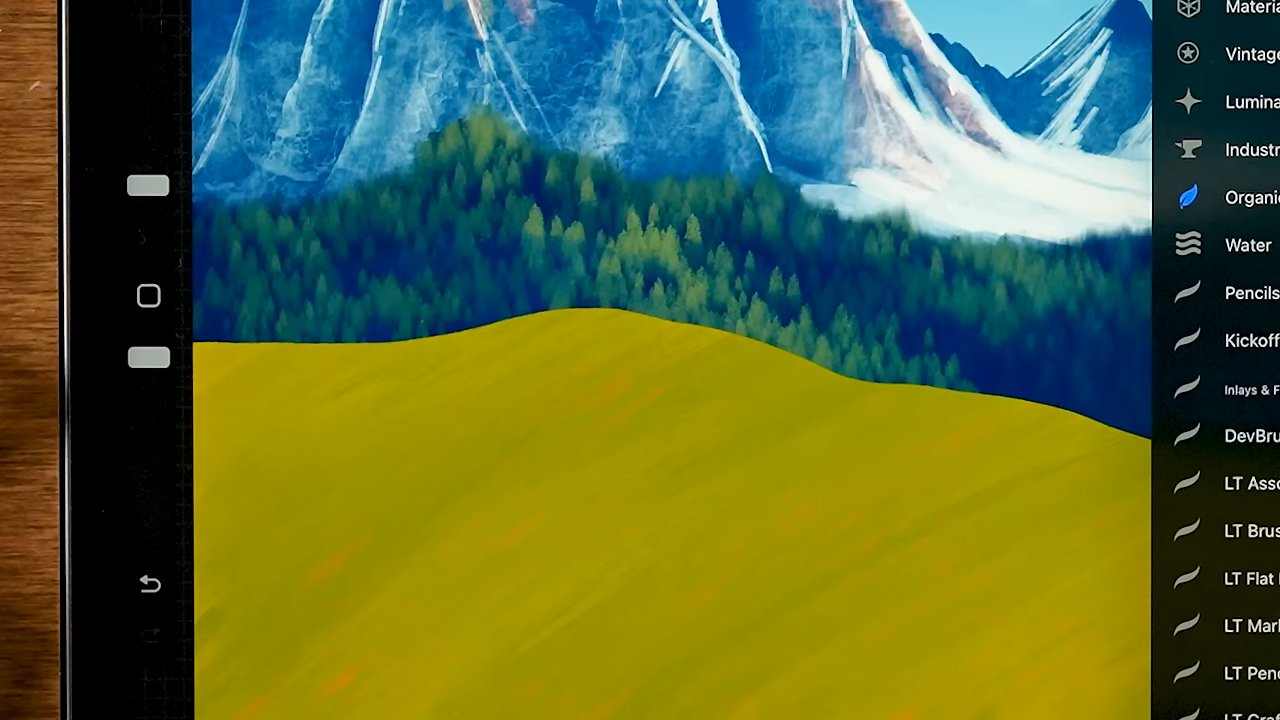 Materia
Vintage
Lumina
Industr
Organic
Water
Pencils
Kickoff
Inlays & F
DevBru
LT Asso
LT Brus
LT Flat
LT Mark
LT Penc